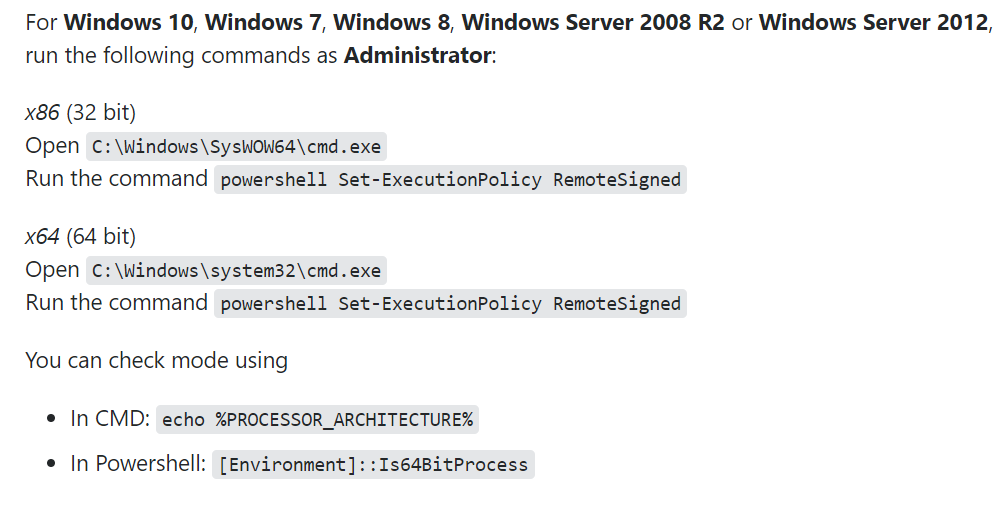 For Windows 10, Windows 7, Windows 8, Windows Server 2008 R2 or Windows Server 2012,
run the following commands as Administrator:
x86 (32 bit)
Open C:\Windows\SysWOW64\cmd.exe
Run the command powershell Set-ExecutionPolicy RemoteSigned
x64 (64 bit)
Open C:\Windows\system32\cmd.exe
Run the command powershell Set-ExecutionPolicy RemoteSigned
You can check mode using
• In CMD: echo %PROCESSOR_ARCHITECTURE%
• In Powershell: [Environment]::Is64BitProcess